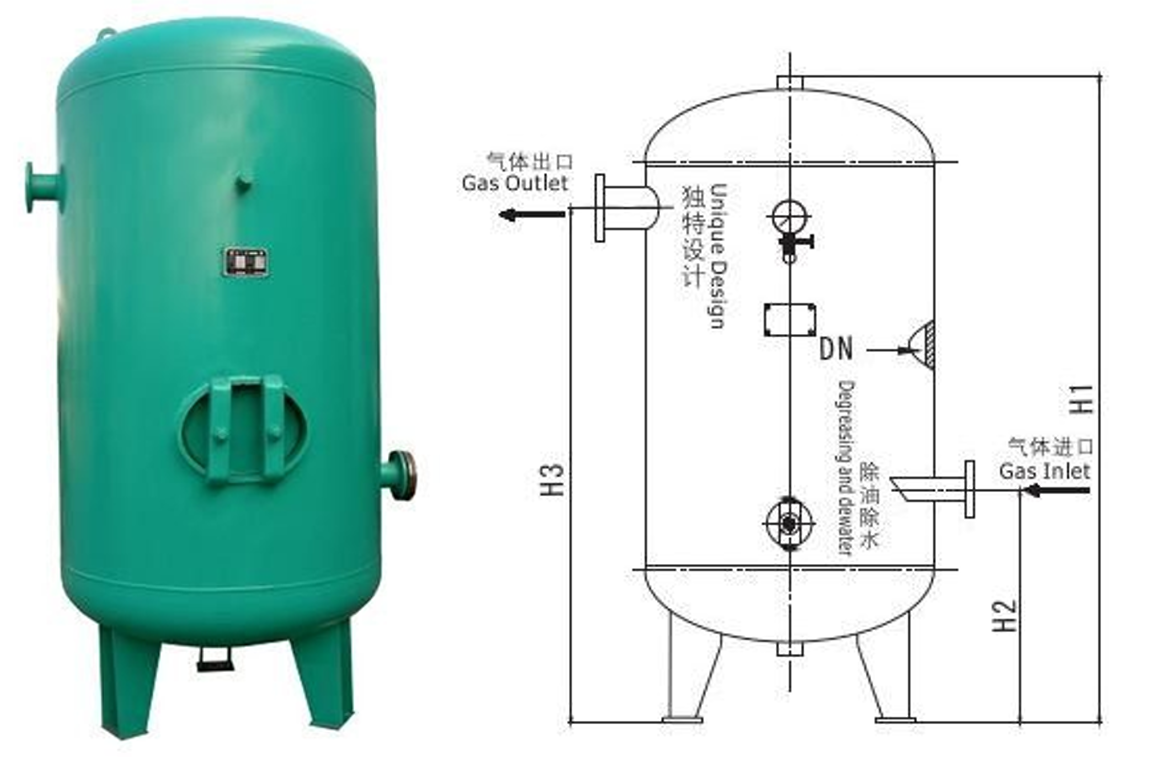 气体出口
Gas Outlet
独特设计
Unique Design
DN
H1
Degreasing and dewater
除油除水
气体进口
Gas Inlet
H3
H2